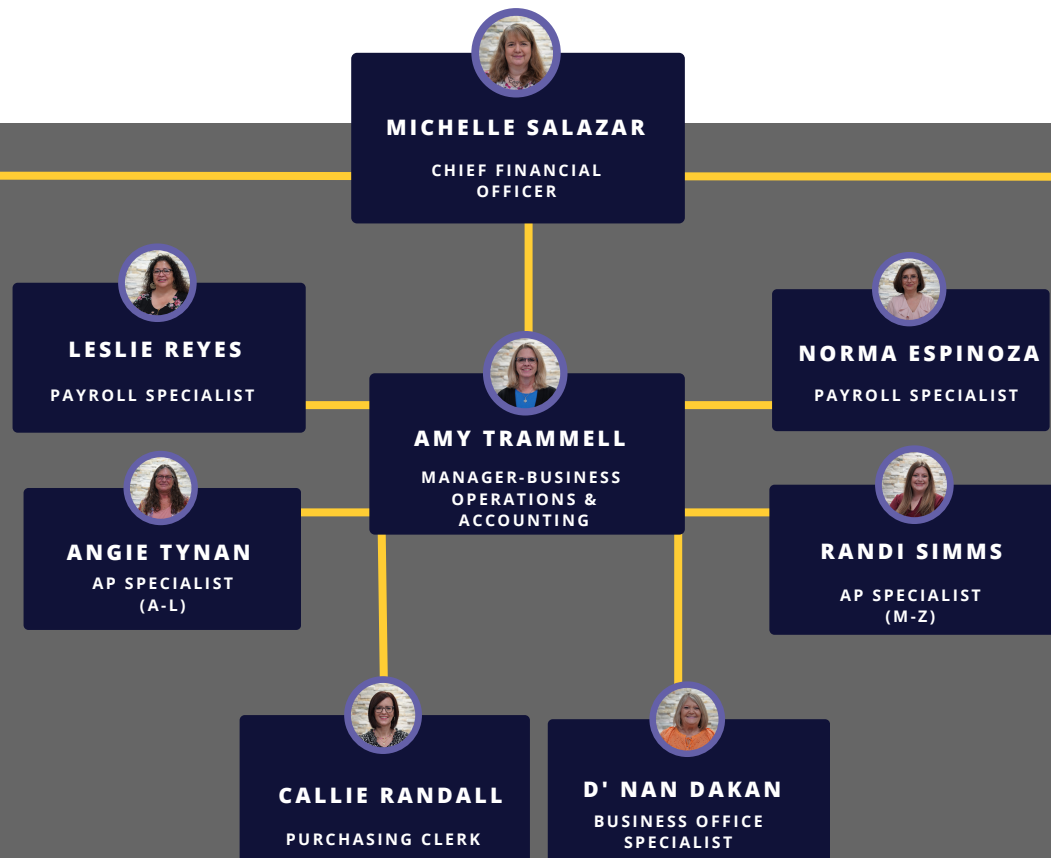 MICHELLE SALAZAR
CHIEF FINANCIAL
OFFICER
LESLIE REYES
PAYROLL SPECIALIST
NORMA ESPINOZA
PAYROLL SPECIALIST
AMY TRAMMELL
MANAGER-BUSINESS
OPERATIONS &
ACCOUNTING
ANGIE TYNAN
AP SPECIALIST
(A-L)
RANDI SIMMS
AP SPECIALIST
(M-Z)
CALLIE RANDALL
PURCHASING CLERK
D' NAN DAKAN
BUSINESS OFFICE
SPECIALIST